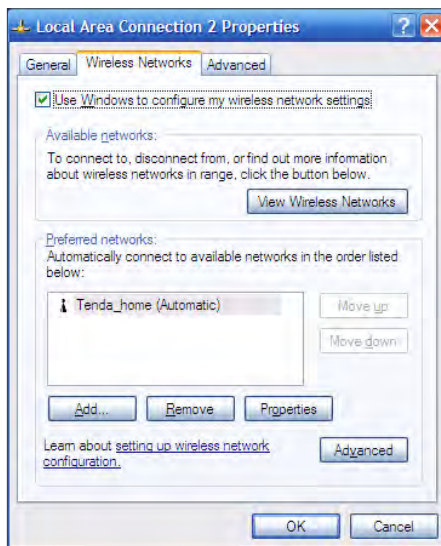 Local Area Connection 2 Properties
General Wireless Networks Advanced
Use Windows to configure my wireless network settings
Available networks:
To connect to, disconnect from, or find out more information
about wireless networks in range, click the button below.
View Wireless Networks
Preferred networks:
Automatically connect to available networks in the order listed
below:
Tenda_home (Automatic)
Move up
Move down
Add... Remove Properties
Learn about setting up wireless network
configuration.
Advanced
OK Cancel